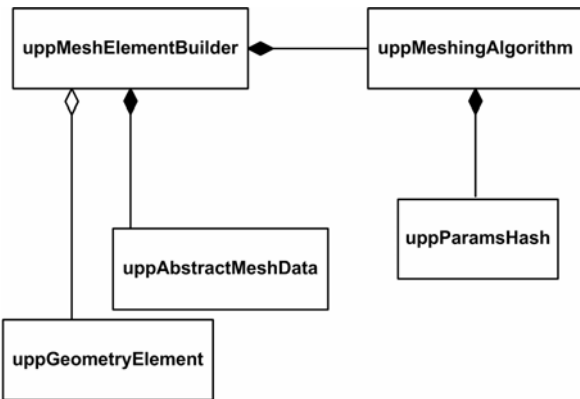 uppMeshElementBuilder
uppMeshingAlgorithm
uppParamsHash
uppAbstractMeshData
uppGeometryElement